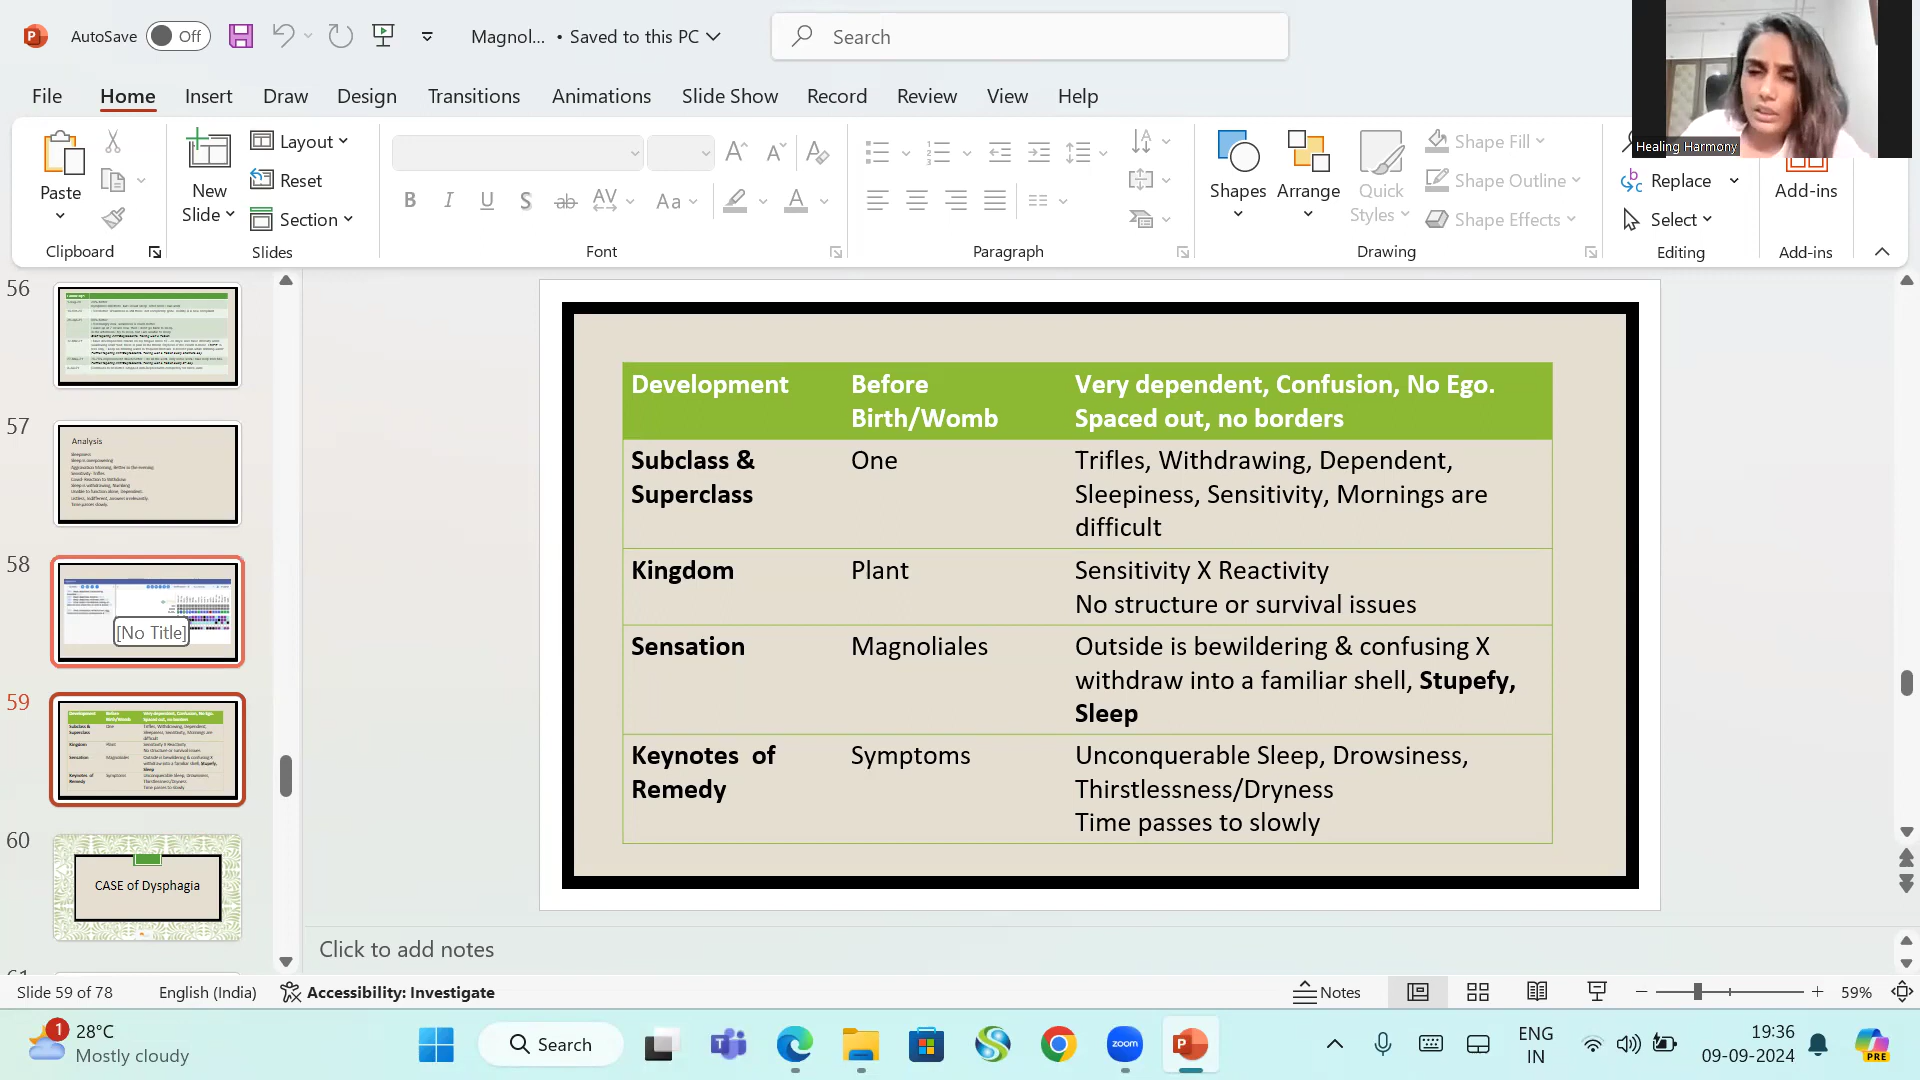 AutoSave
Off
Magnol... • Saved to this PC
Search
File
Home
Insert
Draw
Design
Transitions
Animations
Slide Show
Record
Review
View
Help
Paste
Clipboard
New
Slide
Layout
Reset
Section
Slides
Font
Paragraph
Shapes
Arrange
Quick
Styles
Shape Fill
Shape Outline
Shape Effects
Drawing
Replace
Select
Editing
Add-ins
Add-ins
Healing Harmony
56
57
Analysis
58
[No Title]
59
60
CASE of Dysphagia
Development
Before
Birth/Womb
Very dependent, Confusion, No Ego.
Spaced out, no borders
Subclass &
Superclass
One
Trifles, Withdrawing, Dependent,
Sleepiness, Sensitivity, Mornings are
difficult
Kingdom
Plant
Sensitivity X Reactivity
No structure or survival issues
Sensation
Magnoliales
Outside is bewildering & confusing X
withdraw into a familiar shell, Stupefy,
Sleep
Keynotes of
Remedy
Symptoms
Unconquerable Sleep, Drowsiness,
Thirstlessness/Dryness
Time passes to slowly
Click to add notes
Slide 59 of 78
English (India)
Accessibility: Investigate
Notes
59%
1
28°C
Mostly cloudy
Search
zoom
ENG
IN
19:36
09-09-2024
PRE